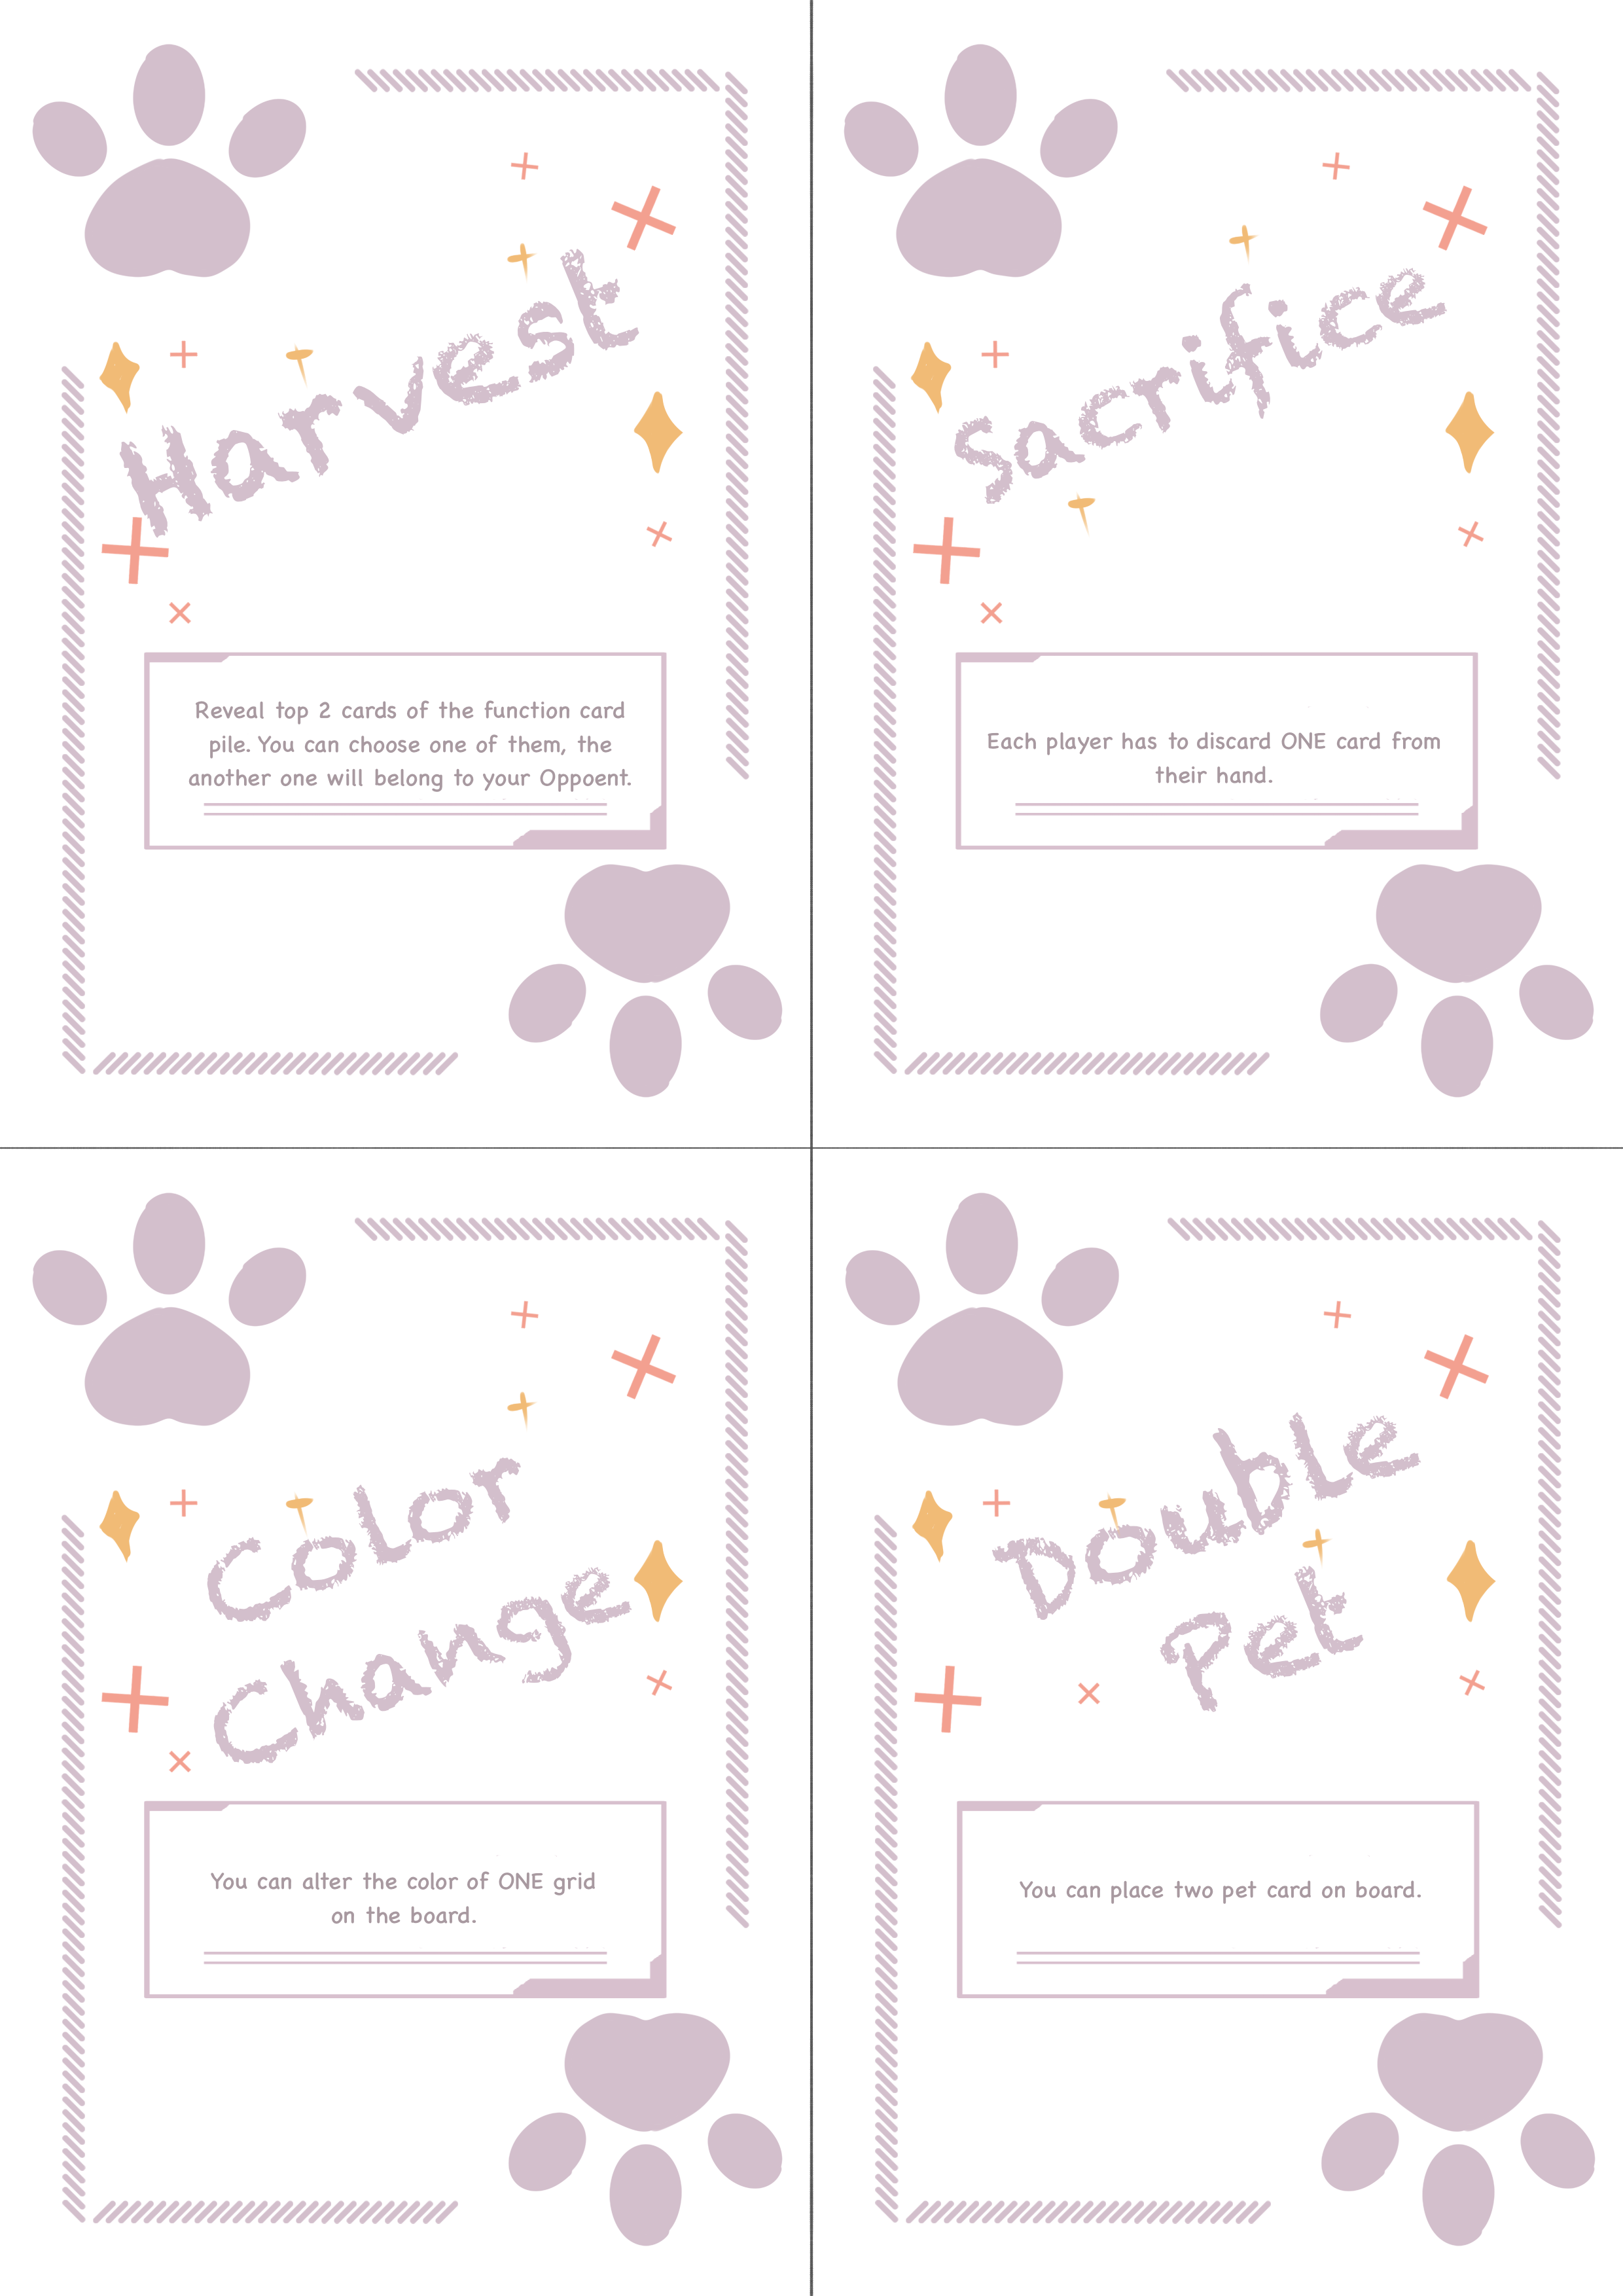 Harvest
Reveal top 2 cards of the function card
pile. You can choose one of them, the
another one will belong to your Oppoent.
Sacrifice
Each player has to discard ONE card from
their hand.
Color
Change
You can alter the color of ONE grid
on the board.
Double
Pet
You can place two pet card on board.